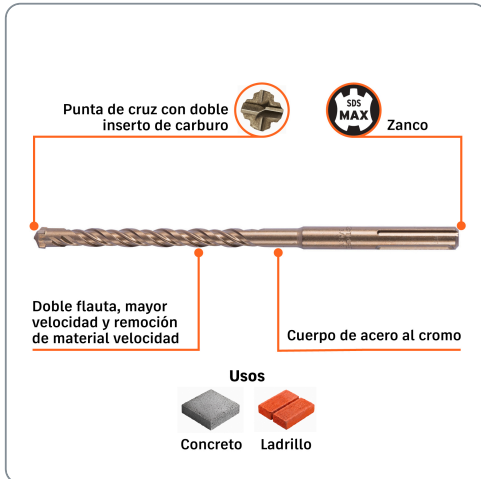 Punta de cruz con doble
inserto de carburo
SDS
MAX
Zanco
Doble flauta, mayor
velocidad y remoción
de material velocidad
Cuerpo de acero al cromo
Usos
Concreto
Ladrillo